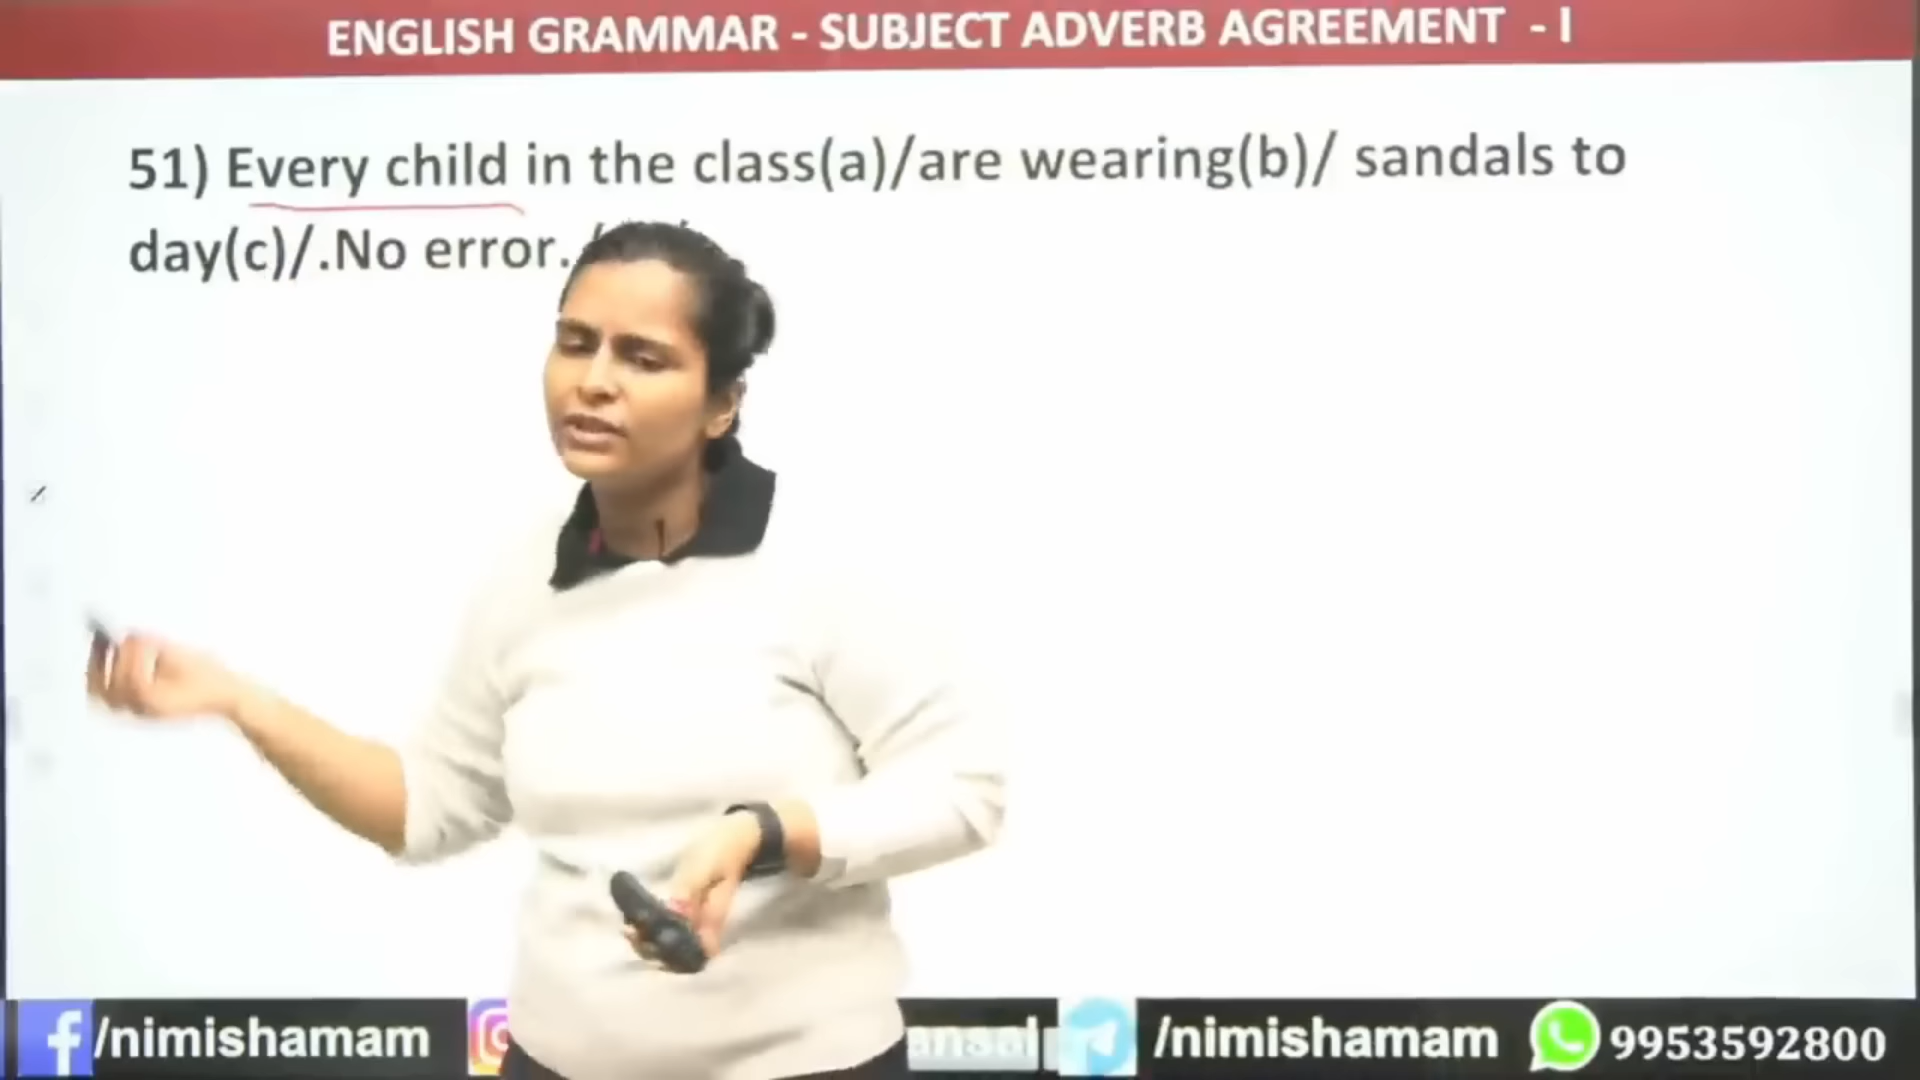 ENGLISH GRAMMAR - SUBJECT ADVERB AGREEMENT - I
51) Every child in the class(a)/are wearing(b)/ sandals to
day(c)/.No error.
/nimishamam
/nimishamam
9953592800